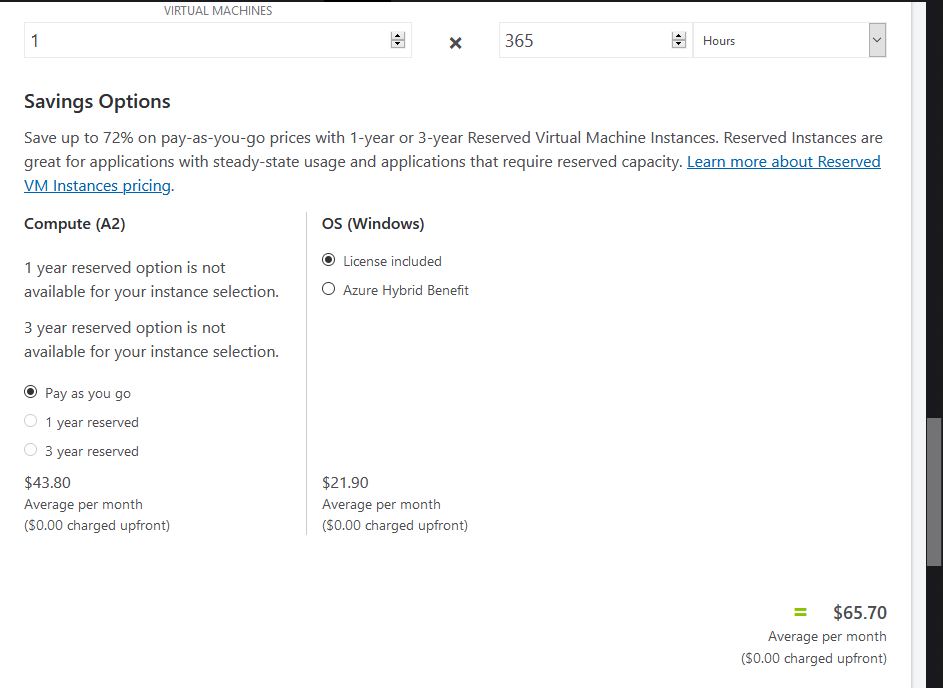 VIRTUAL MACHINES
1 × 365 Hours
Savings Options
Save up to 72% on pay-as-you-go prices with 1-year or 3-year Reserved Virtual Machine Instances. Reserved Instances are
great for applications with steady-state usage and applications that require reserved capacity. Learn more about Reserved
VM Instances pricing.
Compute (A2)
1 year reserved option is not
available for your instance selection.
3 year reserved option is not
available for your instance selection.
Pay as you go
1 year reserved
3 year reserved
$43.80
Average per month
($0.00 charged upfront)
OS (Windows)
License included
Azure Hybrid Benefit
$21.90
Average per month
($0.00 charged upfront)
= $65.70
Average per month
($0.00 charged upfront)